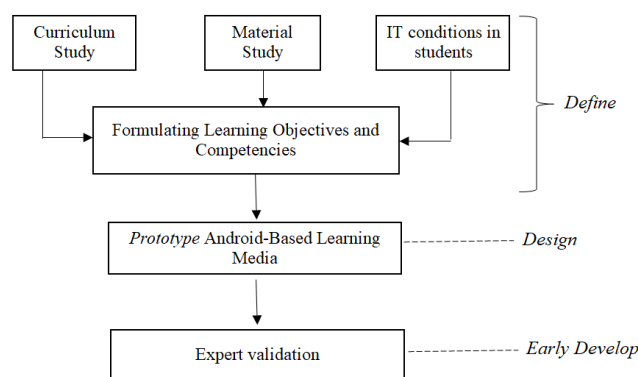 Curriculum
Study
Material
Study
IT conditions in
students
Define
Formulating Learning Objectives and
Competencies
Prototype Android-Based Learning
Media
Design
Expert validation
Early Develop